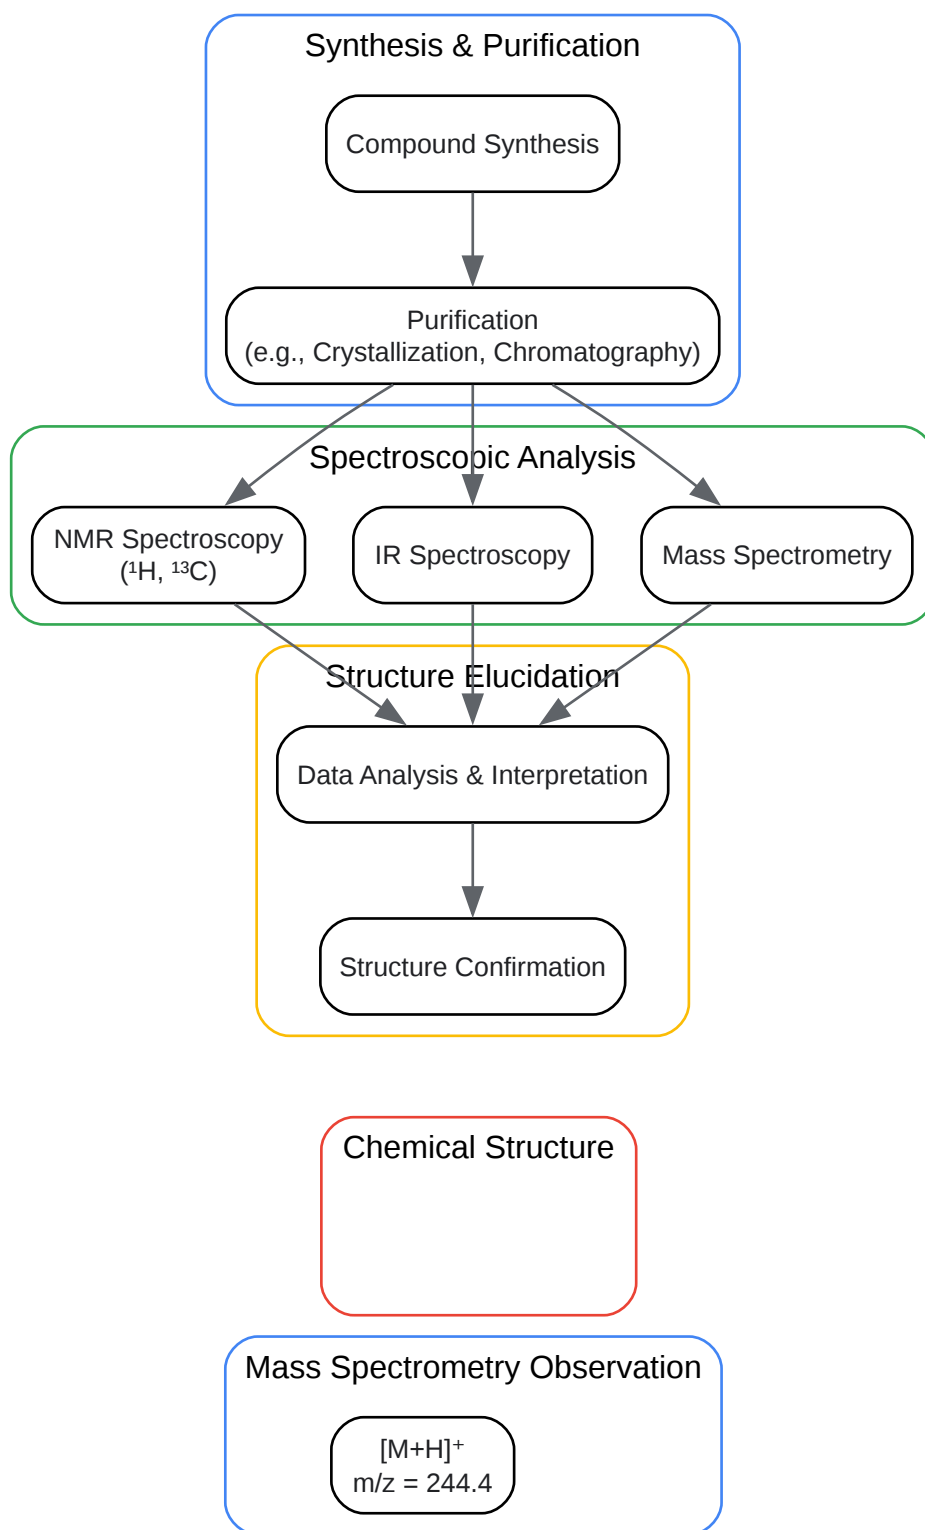 Synthesis & Purification
Compound Synthesis
Purification
(e.g., Crystallization, Chromatography)
Spectroscopic Analysis
NMR Spectroscopy
(¹H, ¹³C)
IR Spectroscopy
Mass Spectrometry
Structure Elucidation
Data Analysis & Interpretation
Structure Confirmation
Chemical Structure
Mass Spectrometry Observation
[M+H]⁺
m/z = 244.4